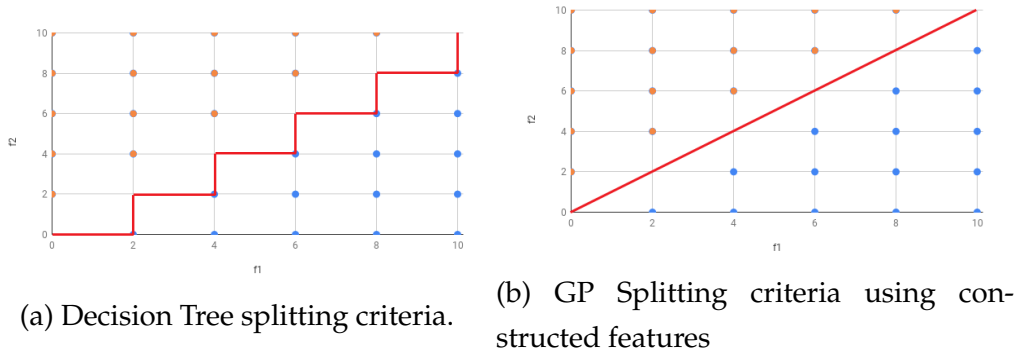 10
8
6
4
2
0
f2
0 2 4 6 8 10
f1
(a) Decision Tree splitting criteria.
10
8
6
4
2
0
f2
0 2 4 6 8 10
f1
(b) GP Splitting criteria using con-
structed features